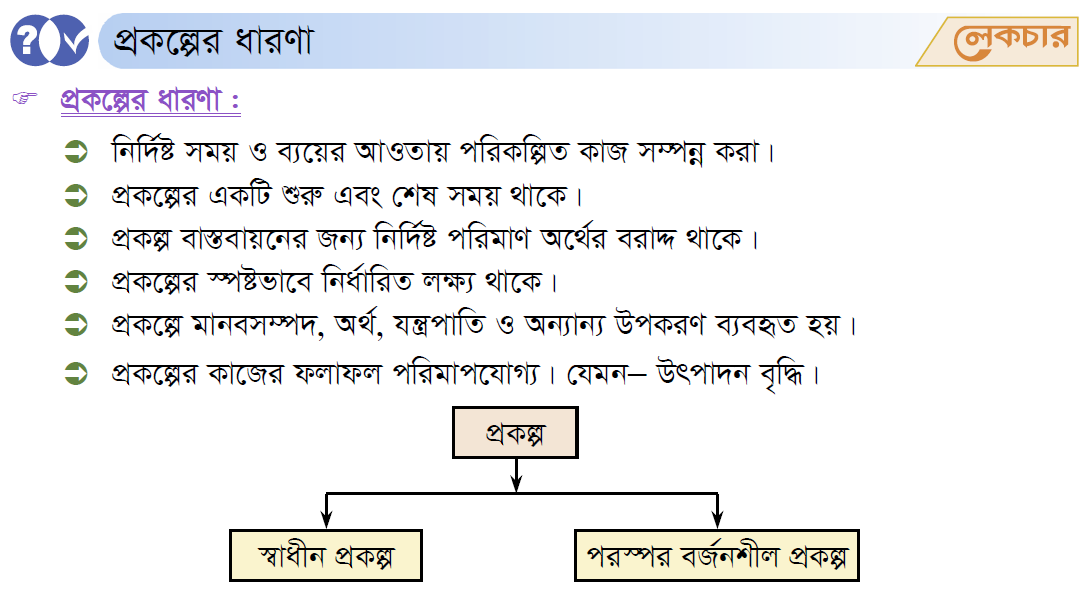 প্রকল্পের ধারণা
লেকচার
প্রকল্পের ধারণা :
নির্দিষ্ট সময় ও ব্যয়ের আওতায় পরিকল্পিত কাজ সম্পন্ন করা।
প্রকল্পের একটি শুরু এবং শেষ সময় থাকে।
প্রকল্প বাস্তবায়নের জন্য নির্দিষ্ট পরিমাণ অর্থের বরাদ্দ থাকে।
প্রকল্পের স্পষ্টভাবে নির্ধারিত লক্ষ্য থাকে।
প্রকল্পে মানবসম্পদ, অর্থ, যন্ত্রপাতি ও অন্যান্য উপকরণ ব্যবহৃত হয়।
প্রকল্পের কাজের ফলাফল পরিমাপযোগ্য। যেমন– উৎপাদন বৃদ্ধি।
প্রকল্প
স্বাধীন প্রকল্প
পরস্পর বর্জনশীল প্রকল্প